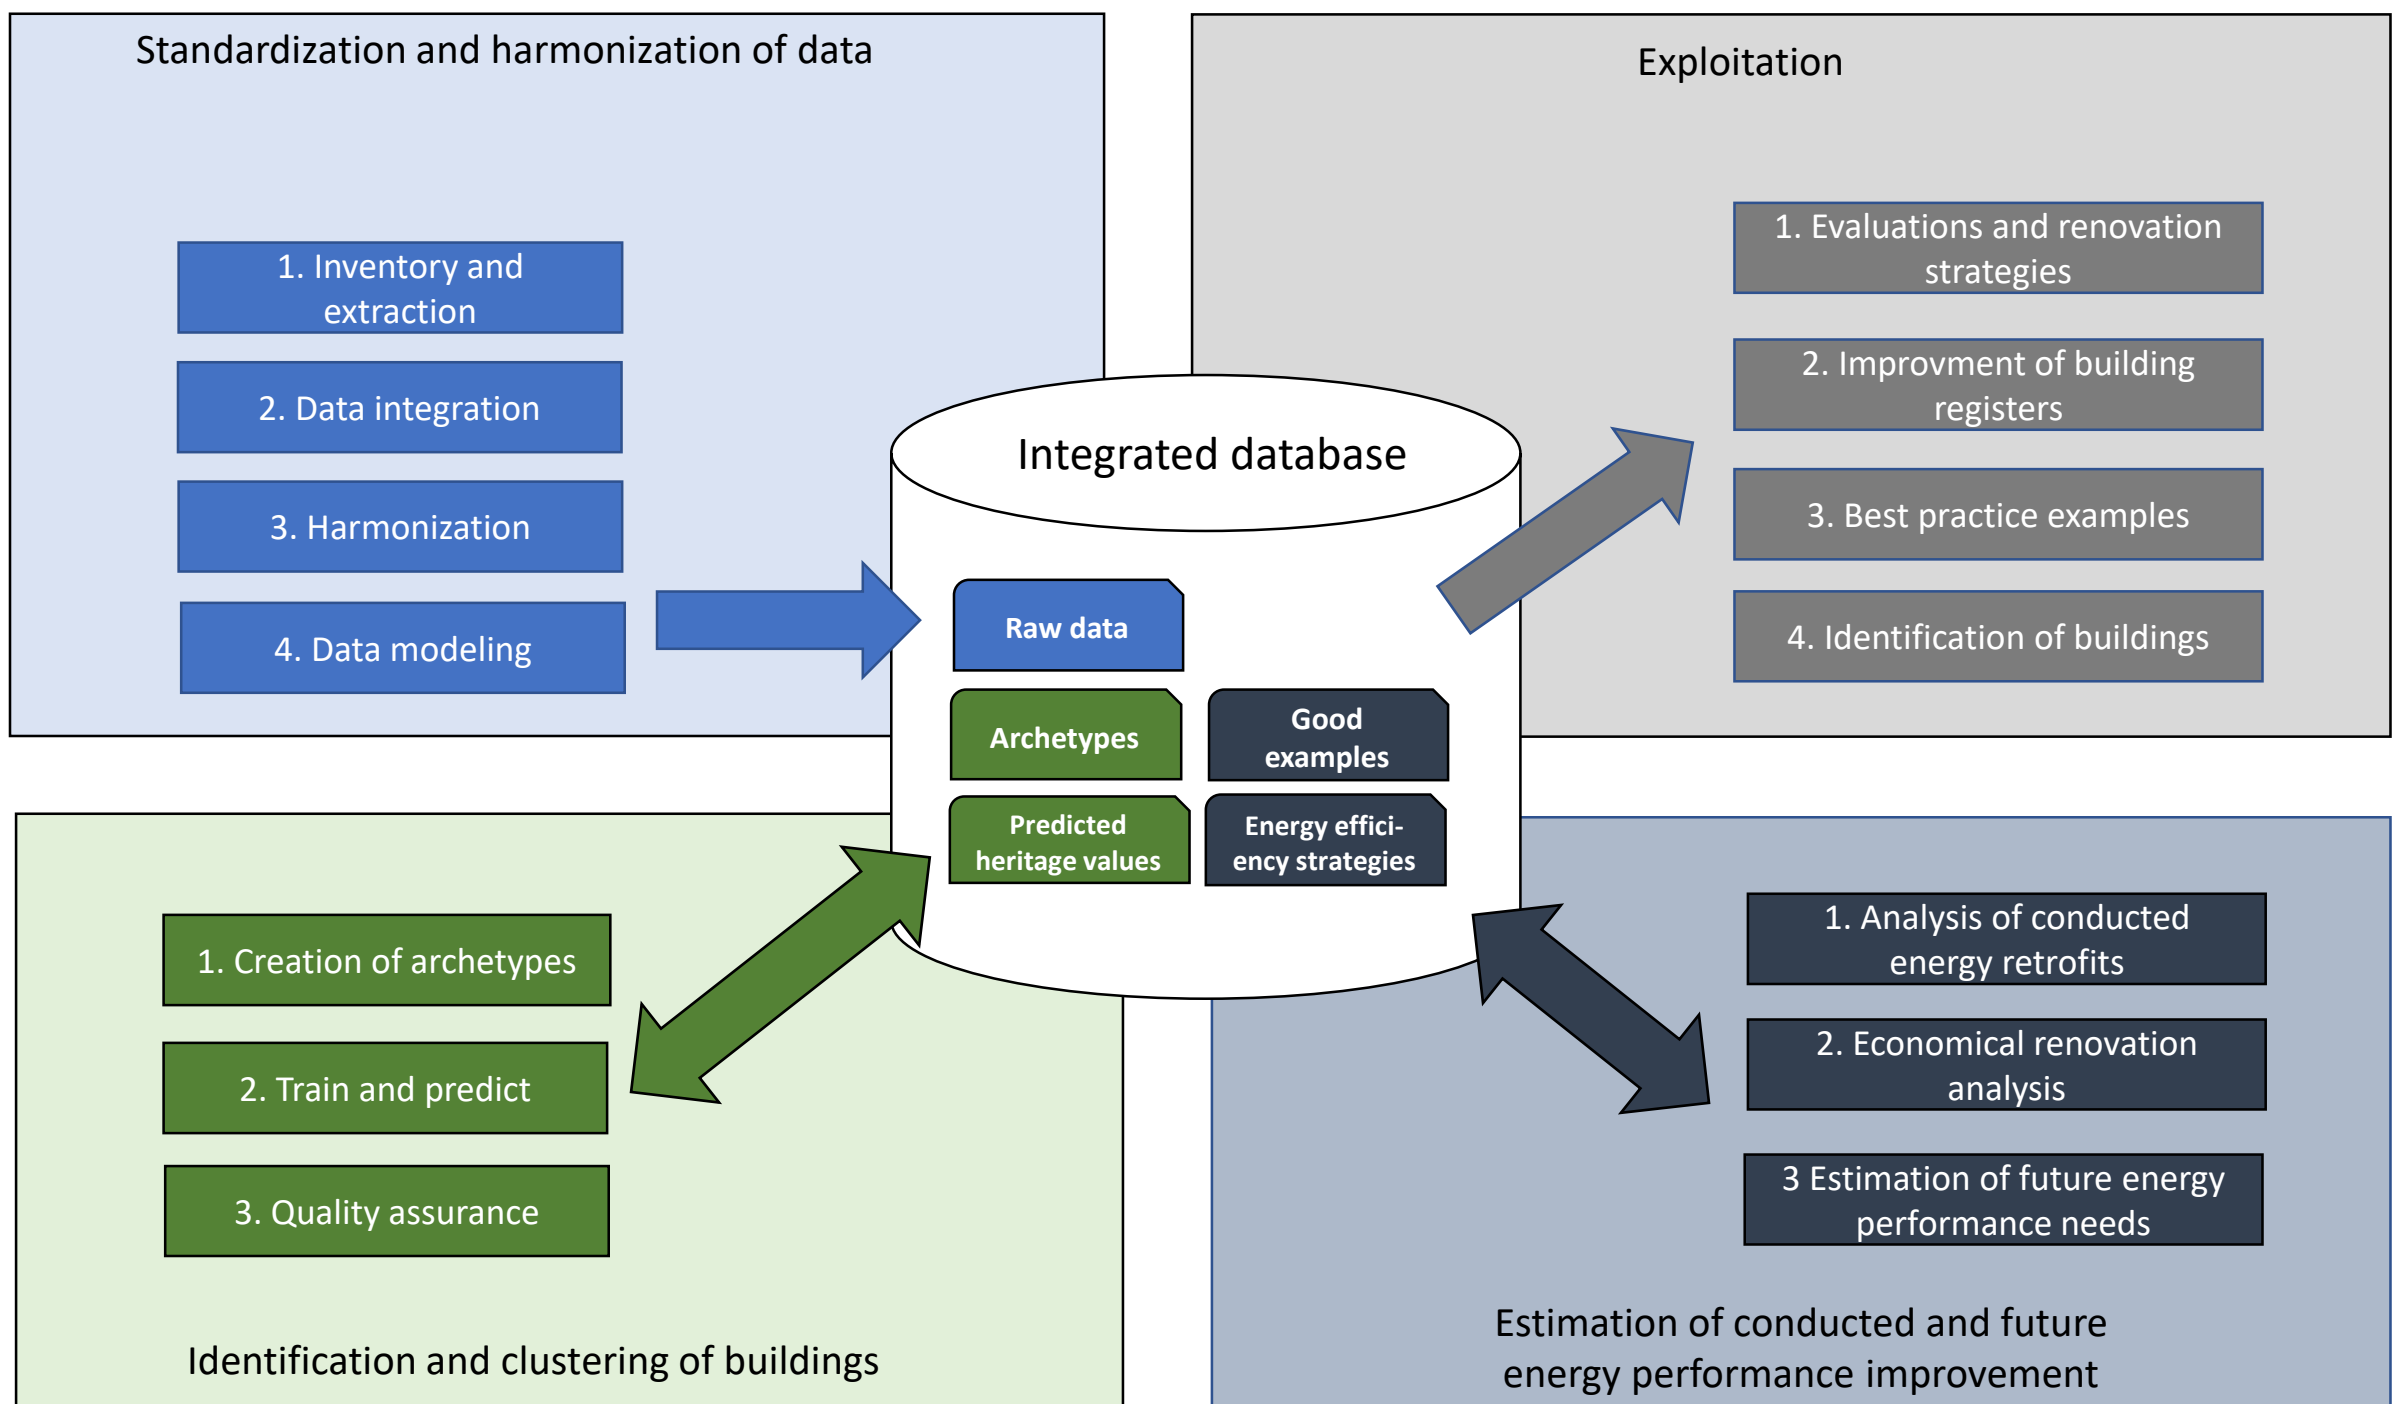 Standardization and harmonization of data
1. Inventory and
extraction
2. Data integration
3. Harmonization
4. Data modeling
Exploitation
1. Evaluations and renovation
strategies
2. Improvment of building
registers
3. Best practice examples
4. Identification of buildings
Integrated database
Raw data
Archetypes
Good
examples
Predicted
heritage values
Energy effici-
ency strategies
1. Creation of archetypes
2. Train and predict
3. Quality assurance
Identification and clustering of buildings
1. Analysis of conducted
energy retrofits
2. Economical renovation
analysis
3 Estimation of future energy
performance needs
Estimation of conducted and future
energy performance improvement